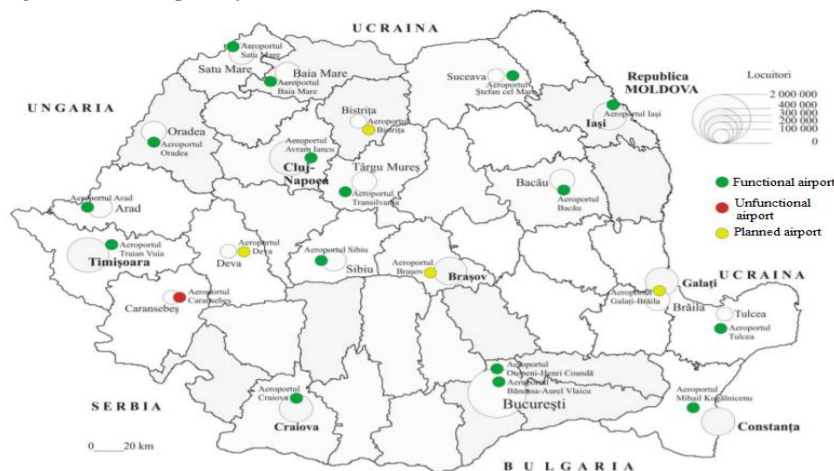 UCRAINA
Aeroportul
Satu Mare
Satu Mare
Baia Mare
Aeroportul
Baia Mare
Suceava
Aeroportul
Ștefan cel Mare
Republica
MOLDOVA
Aeroportul Iași
Iași
Locuitori
2 000 000
400 000
300 000
200 000
100 000
0
UNGARIA
Bistrița
Aeroportul
Bistrița
Oradea
Aeroportul
Oradea
Aeroportul
Avram Iancu
Cluj-
Napoca
Târgu Mureș
Aeroportul
Transilvania
Bacău
Aeroportul
Bacău
Functional airport
Unfunctional
airport
Planned airport
Aeroportul Arad
Arad
Aeroportul
Traian Vuia
Timișoara
Aeroportul
Deva
Deva
Aeroportul Sibiu
Sibiu
Aeroportul
Brașov
Brașov
UCRAINA
Galați
Aeroportul
Galați-Brăila
Brăila
Tulcea
Aeroportul
Tulcea
Aeroportul
Caransebeș
Caransebeș
Aeroportul
Otopeni-Henri Coandă
Aeroportul
Băneasa-Aurel Vlaicu
București
Aeroportul
Craiova
Craiova
Aeroportul
Mihail Kogălnicenu
Constanța
SERBIA
0 20 km
BULGARIA